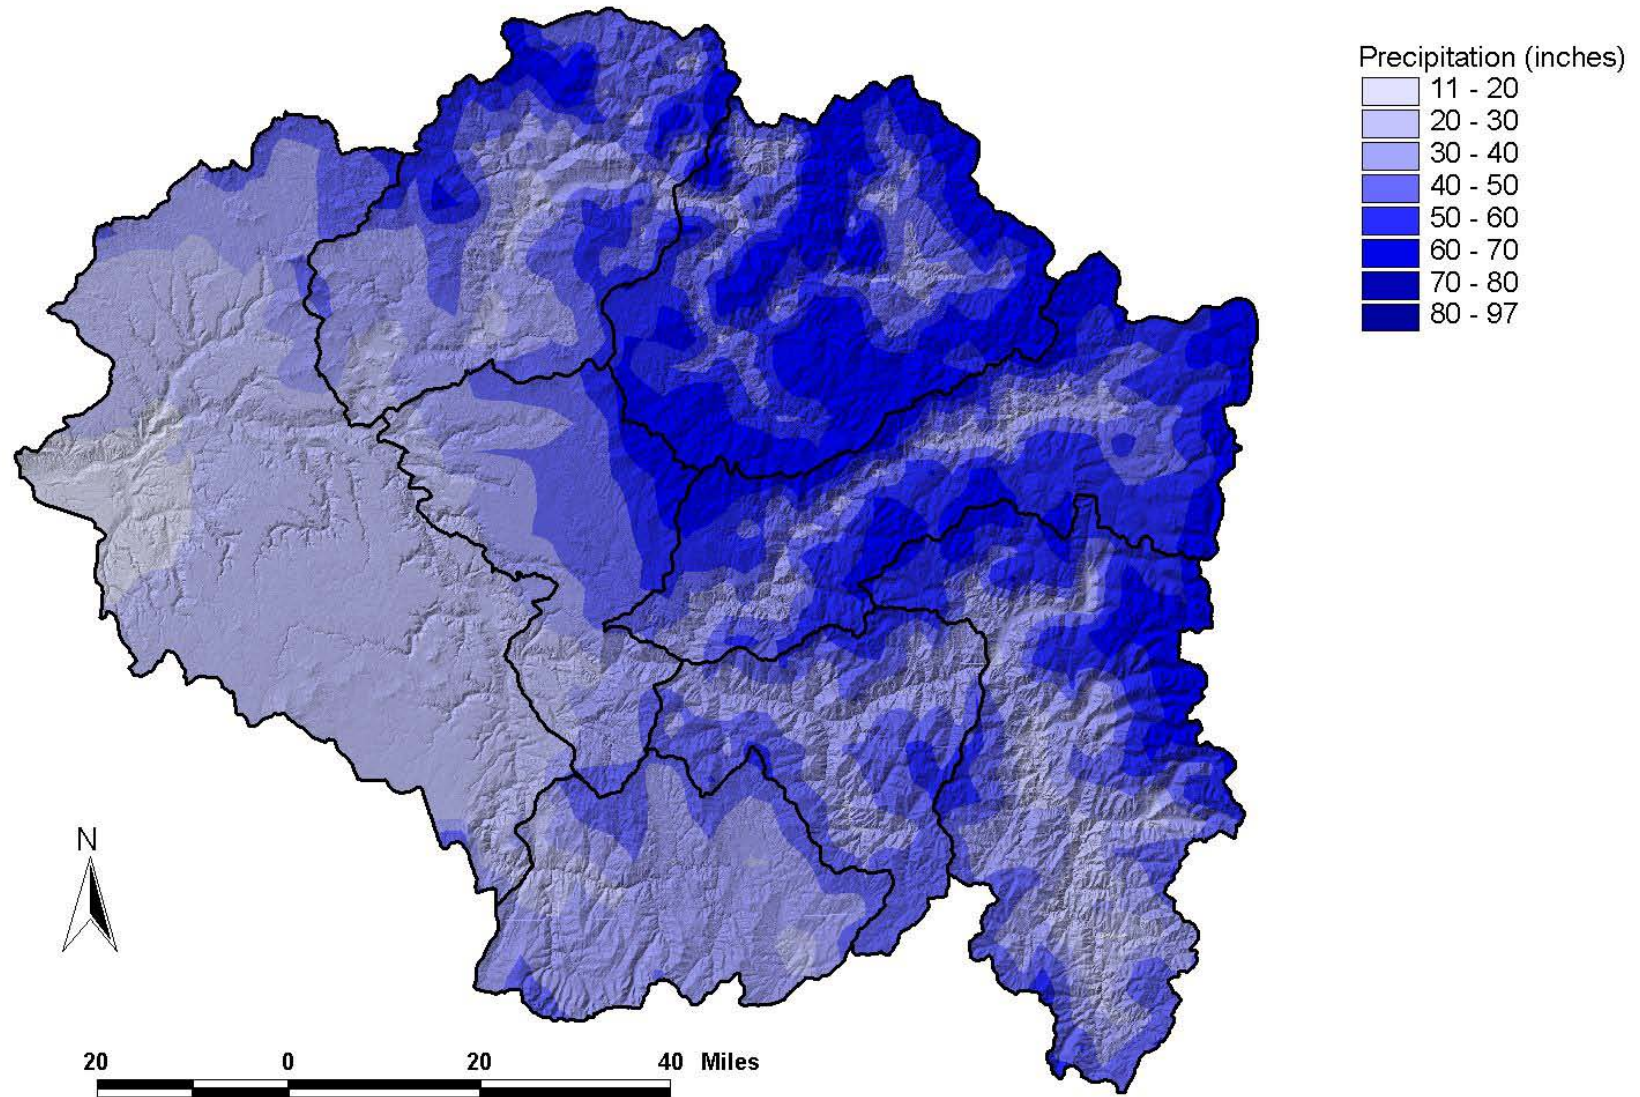 Precipitation (inches)
11 - 20
20 - 30
30 - 40
40 - 50
50 - 60
60 - 70
70 - 80
80 - 97
N
20 0 20 40 Miles